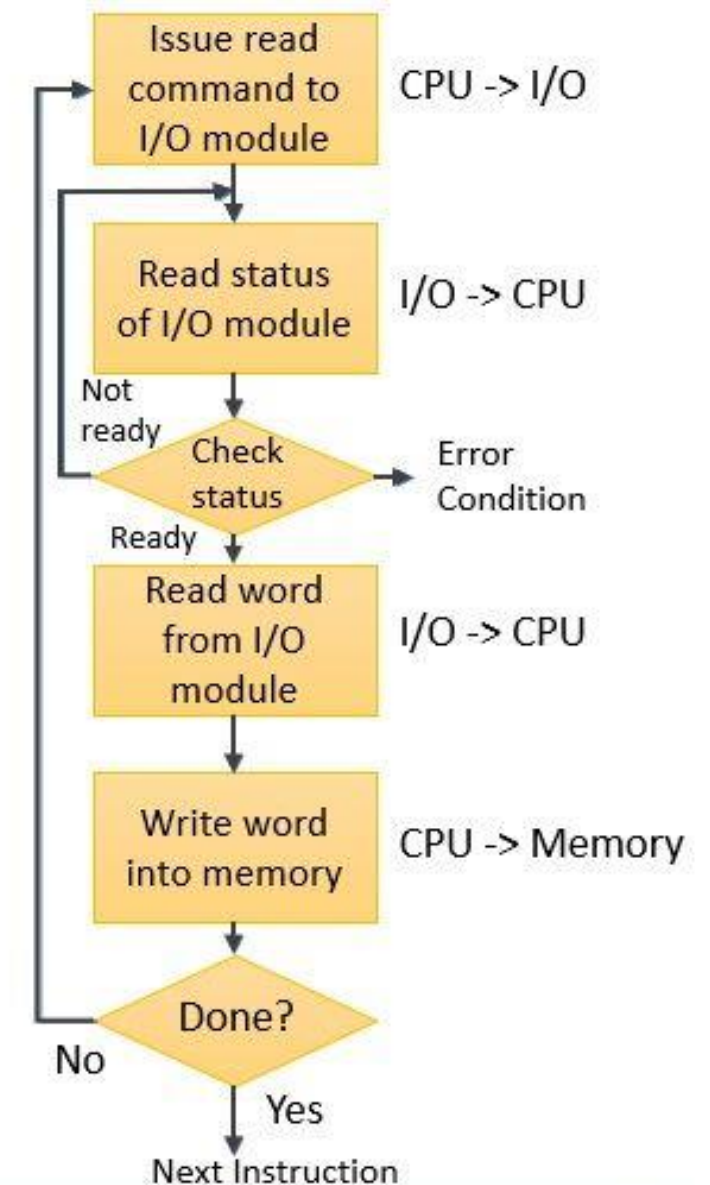 Issue read
command to
I/O module
CPU -> I/O
Read status
of I/O module
I/O -> CPU
Not
ready
Check
status
Error
Condition
Ready
Read word
from I/O
module
I/O -> CPU
Write word
into memory
CPU -> Memory
Done?
No
Yes
Next Instruction